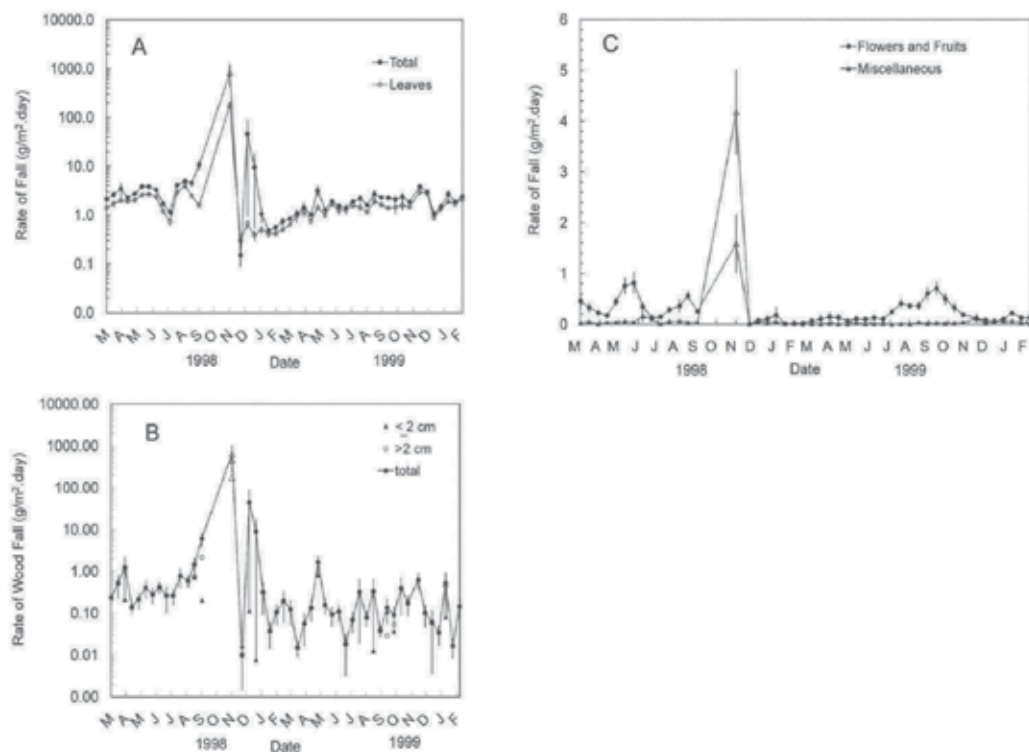 A
Total
Leaves
Rate of Fall (g/m².day)
10000.0
1000.0
100.0
10.0
1.0
0.1
0.0
M A M J J A S O N D J F M A M J J A S O N D J F
1998 Date 1999
C
Flowers and Fruits
Miscellaneous
Rate of Fall (g/m².day)
6
5
4
3
2
1
0
M A M J J A S O N D J F M A M J J A S O N D J F
1998 Date 1999
B
≤ 2 cm
>2 cm
total
Rate of Wood Fall (g/m².day)
10000.00
1000.00
100.00
10.00
1.00
0.10
0.01
0.00
M A M J J A S O N D J F M A M J J A S O N D J F
1998 Date 1999